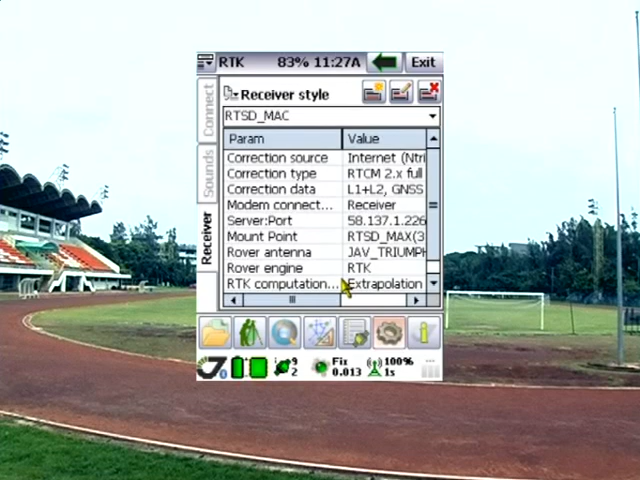 RTK 83% 11:27A Exit
Receiver style
RTSD_MAC
Connect
Sounds
Receiver
Param Value
Correction source Internet (Ntri
Correction type RTCM 2.x full
Correction data L1+L2, GNSS
Modem connect... Receiver
Server:Port 58.137.1.226
Mount Point RTSD_MAX(3
Rover antenna JAV_TRIUMPH
Rover engine RTK
RTK computation... Extrapolation
9 Fix 100%
2 0.013 1s